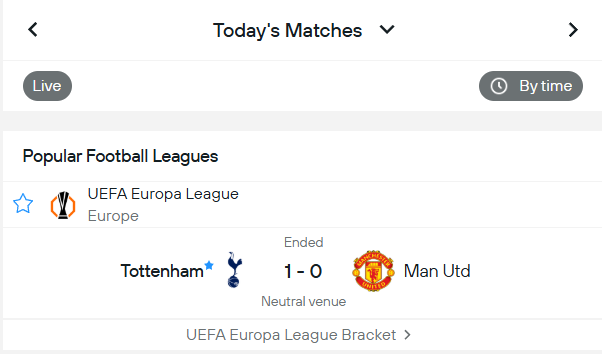 Today's Matches
Live
By time
Popular Football Leagues
UEFA Europa League
Europe
Ended
Tottenham 1 - 0 Man Utd
Neutral venue
UEFA Europa League Bracket